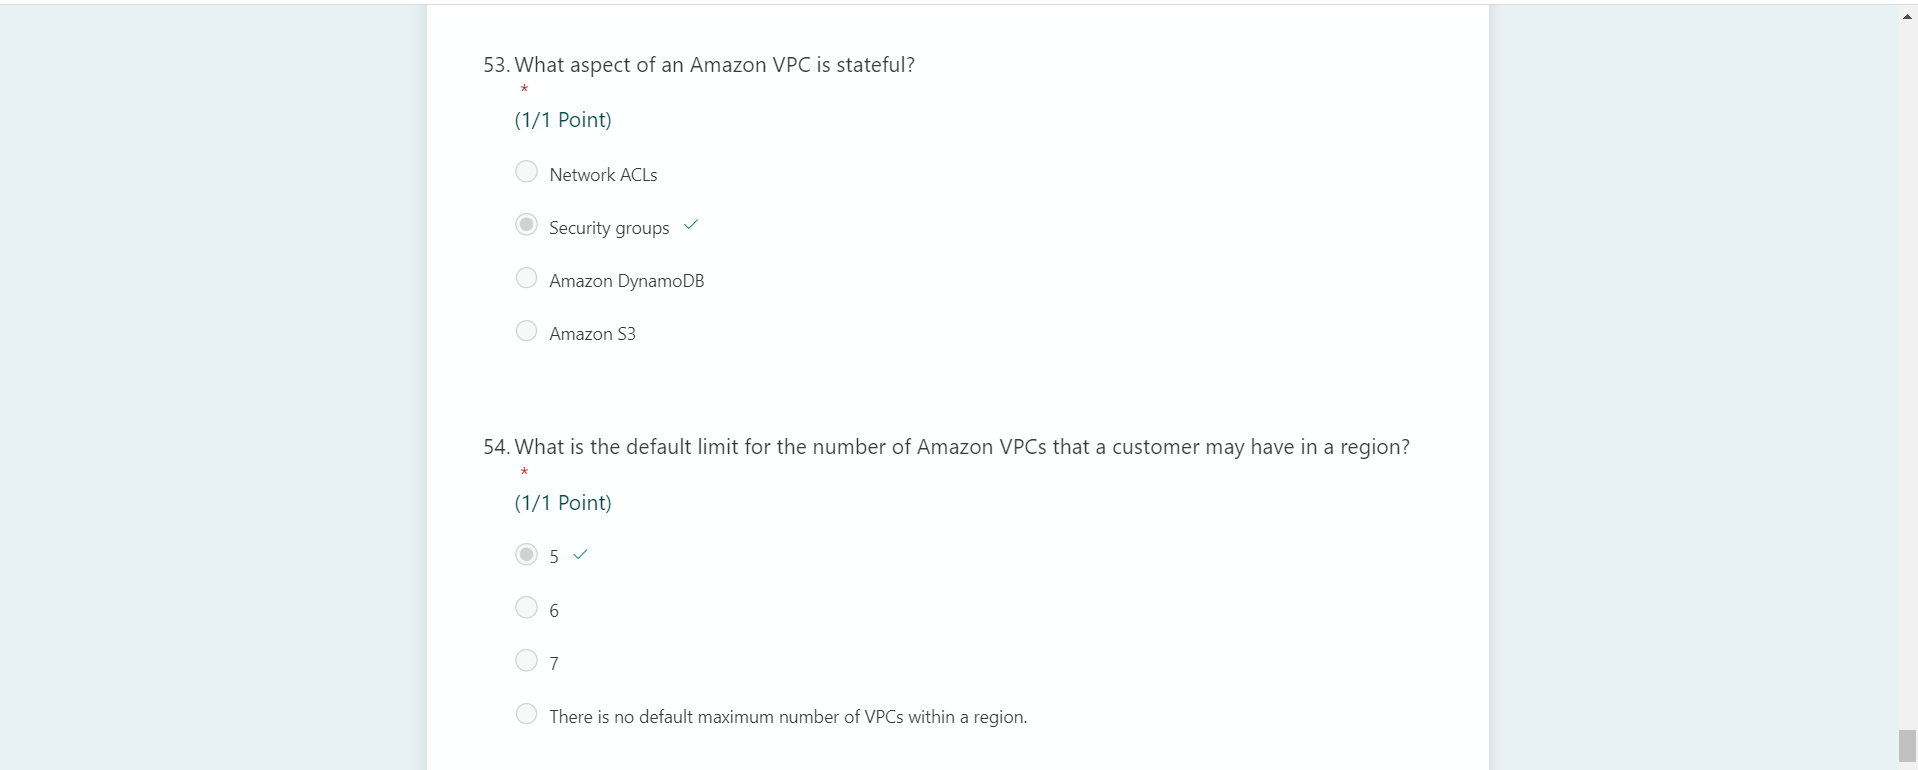 53. What aspect of an Amazon VPC is stateful?
*
(1/1 Point)
Network ACLs
Security groups
Amazon DynamoDB
Amazon S3
54. What is the default limit for the number of Amazon VPCs that a customer may have in a region?
*
(1/1 Point)
5
6
7
There is no default maximum number of VPCs within a region.